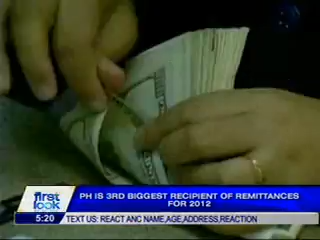 PH IS 3RD BIGGEST RECIPIENT OF REMITTANCES
FOR 2012
first
look
5:20
TEXT US: REACT ANC NAME,AGE,ADDRESS,REACTION